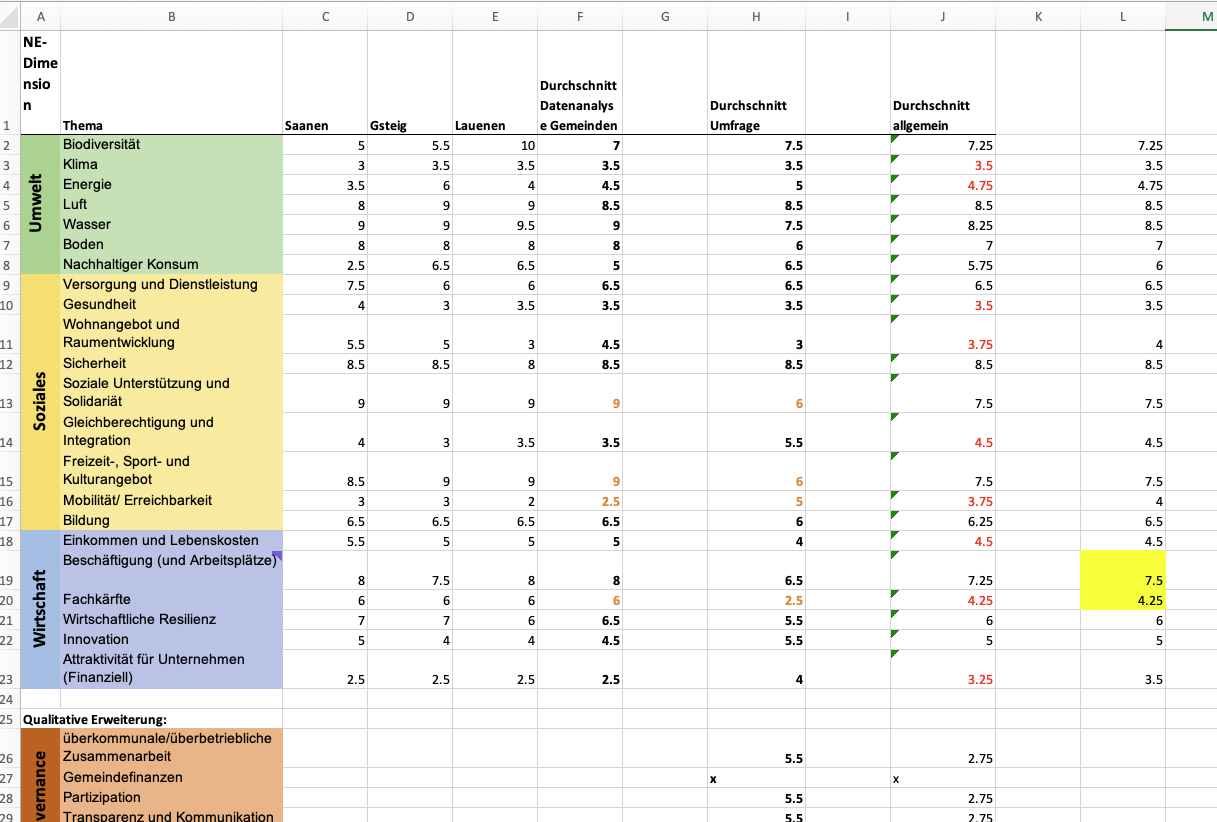 A B C D E F G H I J K L M
NE-
Dime
nsio
n
Durchschnitt
Datenanalys Durchschnitt Durchschnitt
1 Thema Saanen Gsteig Lauenen e Gemeinden Umfrage allgemein
Umwelt
2 Biodiversität 5 5.5 10 7 7.5 7.25 7.25
3 Klima 3 3.5 3.5 3.5 3.5 3.5 3.5
4 Energie 3.5 6 4 4.5 5 4.75 4.75
5 Luft 8 9 9 8.5 8.5 8.5 8.5
6 Wasser 9 9 9.5 9 7.5 8.25 8.5
7 Boden 8 8 8 8 6 7 7
8 Nachhaltiger Konsum 2.5 6.5 6.5 5 6.5 5.75 6
Soziales
9 Versorgung und Dienstleistung 7.5 6 6 6.5 6.5 6.5 6.5
10 Gesundheit 4 3 3.5 3.5 3.5 3.5 3.5
Wohnangebot und
11 Raumentwicklung 5.5 5 3 4.5 3 3.75 4
12 Sicherheit 8.5 8.5 8 8.5 8.5 8.5 8.5
Soziale Unterstützung und
13 Solidariät 9 9 9 9 6 7.5 7.5
Gleichberechtigung und
14 Integration 4 3 3.5 3.5 5.5 4.5 4.5
Freizeit-, Sport- und
15 Kulturangebot 8.5 9 9 9 6 7.5 7.5
16 Mobilität/ Erreichbarkeit 3 3 2 2.5 5 3.75 4
17 Bildung 6.5 6.5 6.5 6.5 6 6.25 6.5
Wirtschaft
18 Einkommen und Lebenskosten 5.5 5 5 5 4 4.5 4.5
Beschäftigung (und Arbeitsplätze)
19 8 7.5 8 8 6.5 7.25 7.5
20 Fachkärfte 6 6 6 6 2.5 4.25 4.25
21 Wirtschaftliche Resilienz 7 7 6 6.5 5.5 6 6
22 Innovation 5 4 4 4.5 5.5 5 5
Attraktivität für Unternehmen
23 (Finanziell) 2.5 2.5 2.5 2.5 4 3.25 3.5
24
25 Qualitative Erweiterung:
vernance
überkommunale/überbetriebliche
26 Zusammenarbeit 5.5 2.75
27 Gemeindefinanzen x x
28 Partizipation 5.5 2.75
29 Transparenz und Kommunikation 5.5 2.75